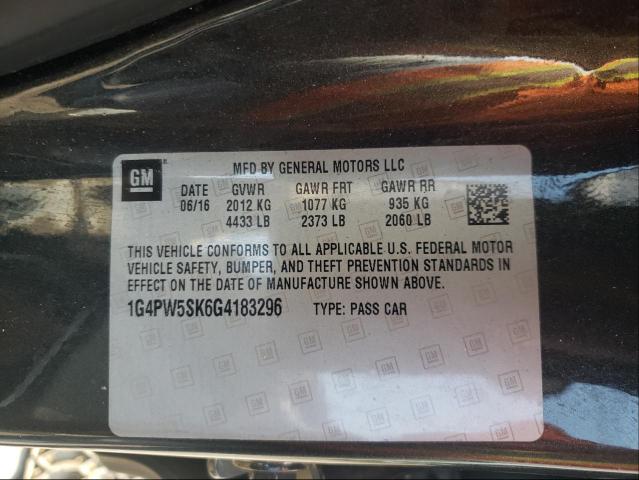 GM
MFD BY GENERAL MOTORS LLC
DATE GVWR GAWR FRT GAWR RR
06/16 2012 KG 1077 KG 935 KG
4433 LB 2373 LB 2060 LB
THIS VEHICLE CONFORMS TO ALL APPLICABLE U.S. FEDERAL MOTOR
VEHICLE SAFETY, BUMPER, AND THEFT PREVENTION STANDARDS IN
EFFECT ON THE DATE OF MANUFACTURE SHOWN ABOVE.
1G4PW5SK6G4183296 TYPE: PASS CAR